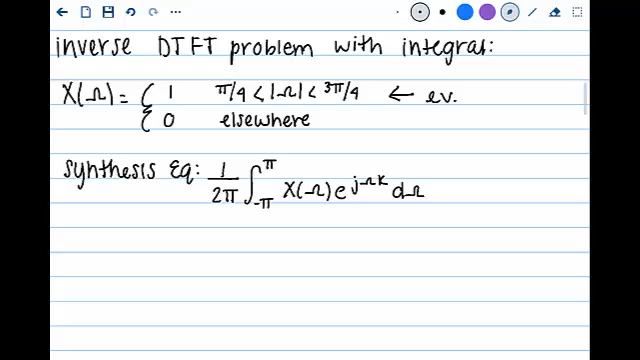 inverse DTFT problem with integral:
X(Ω) = { 1 π/4 < |Ω| < 3π/4 ← ev.
{ 0 elsewhere
Synthesis Eq: 1/2π ∫_-π^π X(Ω) e^jΩk dΩ